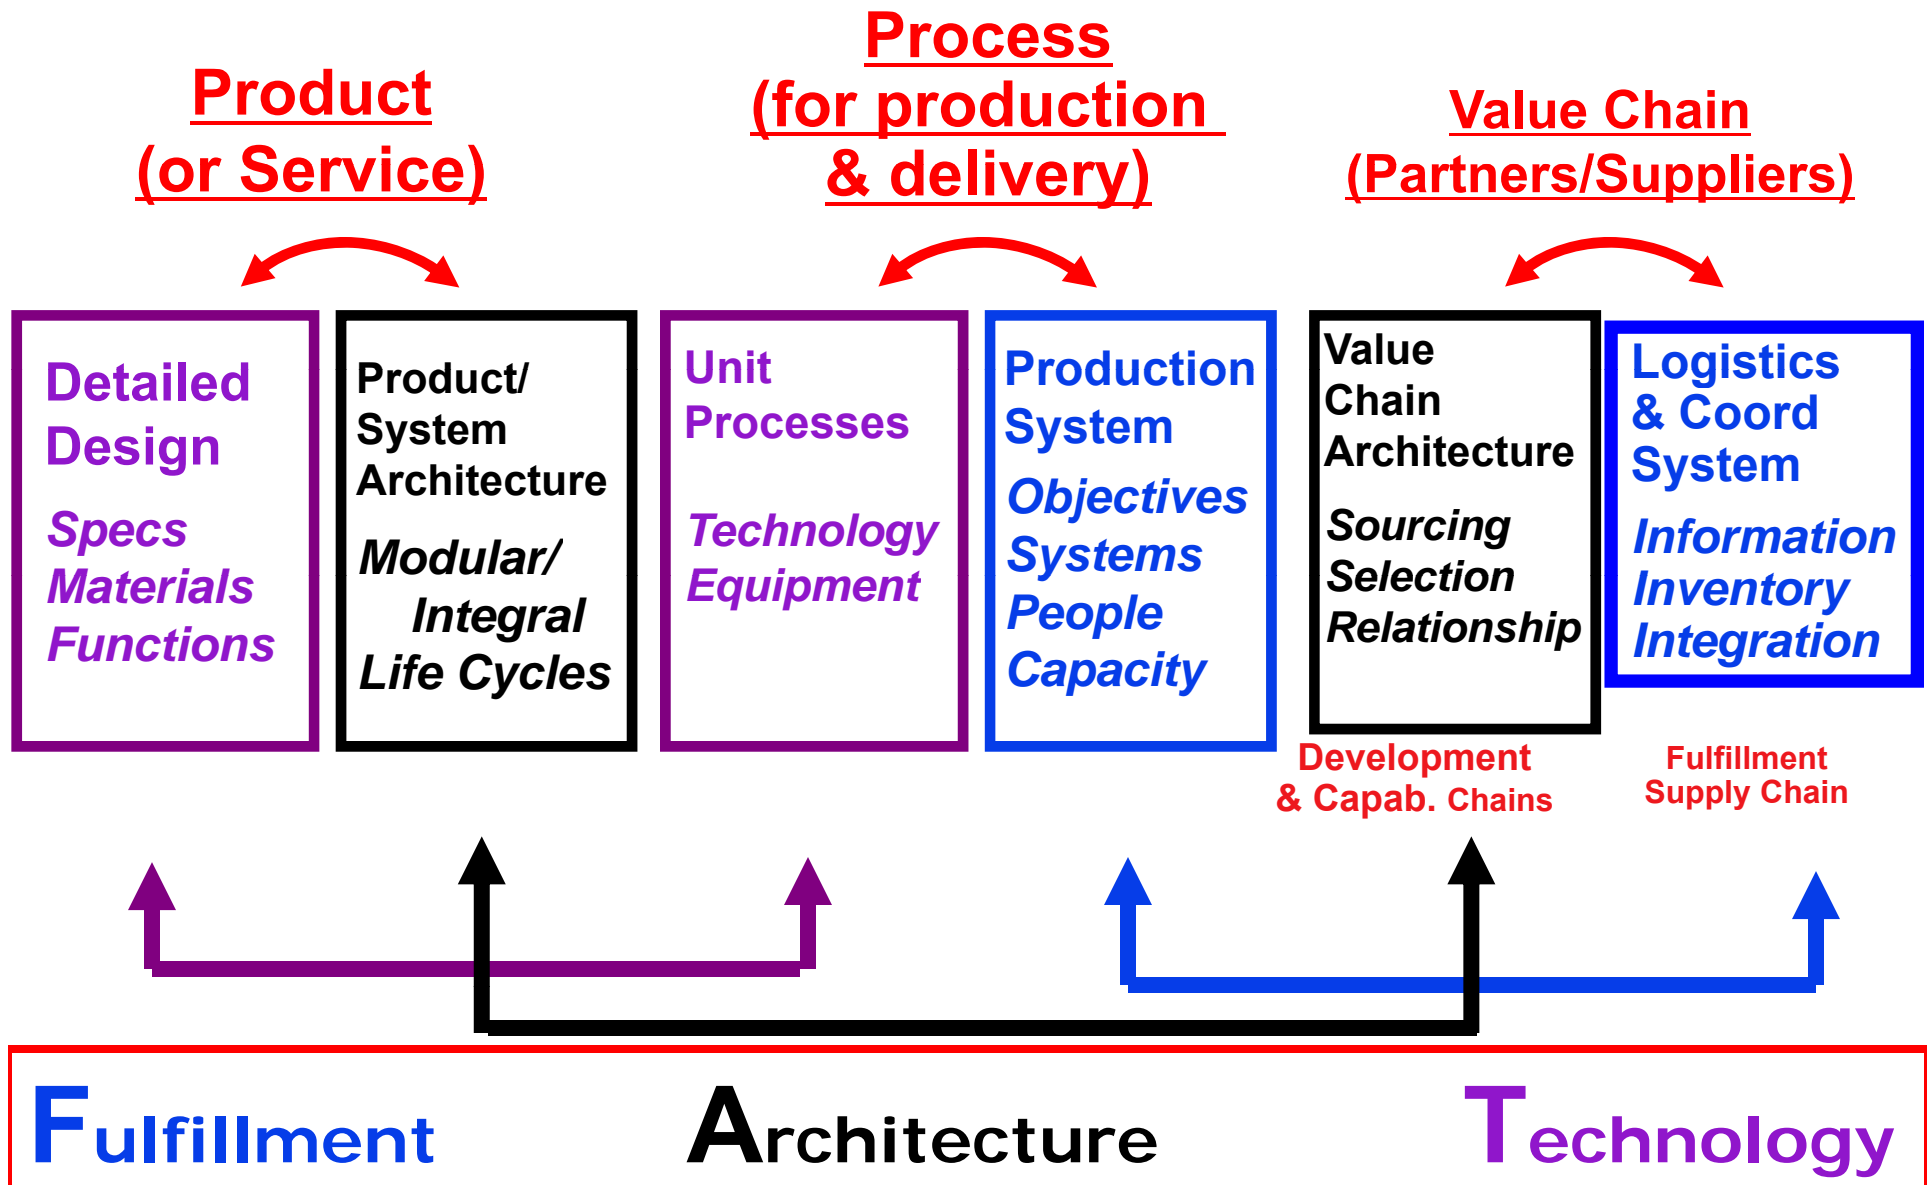 Product
(or Service)
Process
(for production
& delivery)
Value Chain
(Partners/Suppliers)
Detailed
Design
Specs
Materials
Functions
Product/
System
Architecture
Modular/
Integral
Life Cycles
Unit
Processes
Technology
Equipment
Production
System
Objectives
Systems
People
Capacity
Value
Chain
Architecture
Sourcing
Selection
Relationship
Logistics
& Coord
System
Information
Inventory
Integration
Development
& Capab. Chains
Fulfillment
Supply Chain
Fulfillment
Architecture
Technology